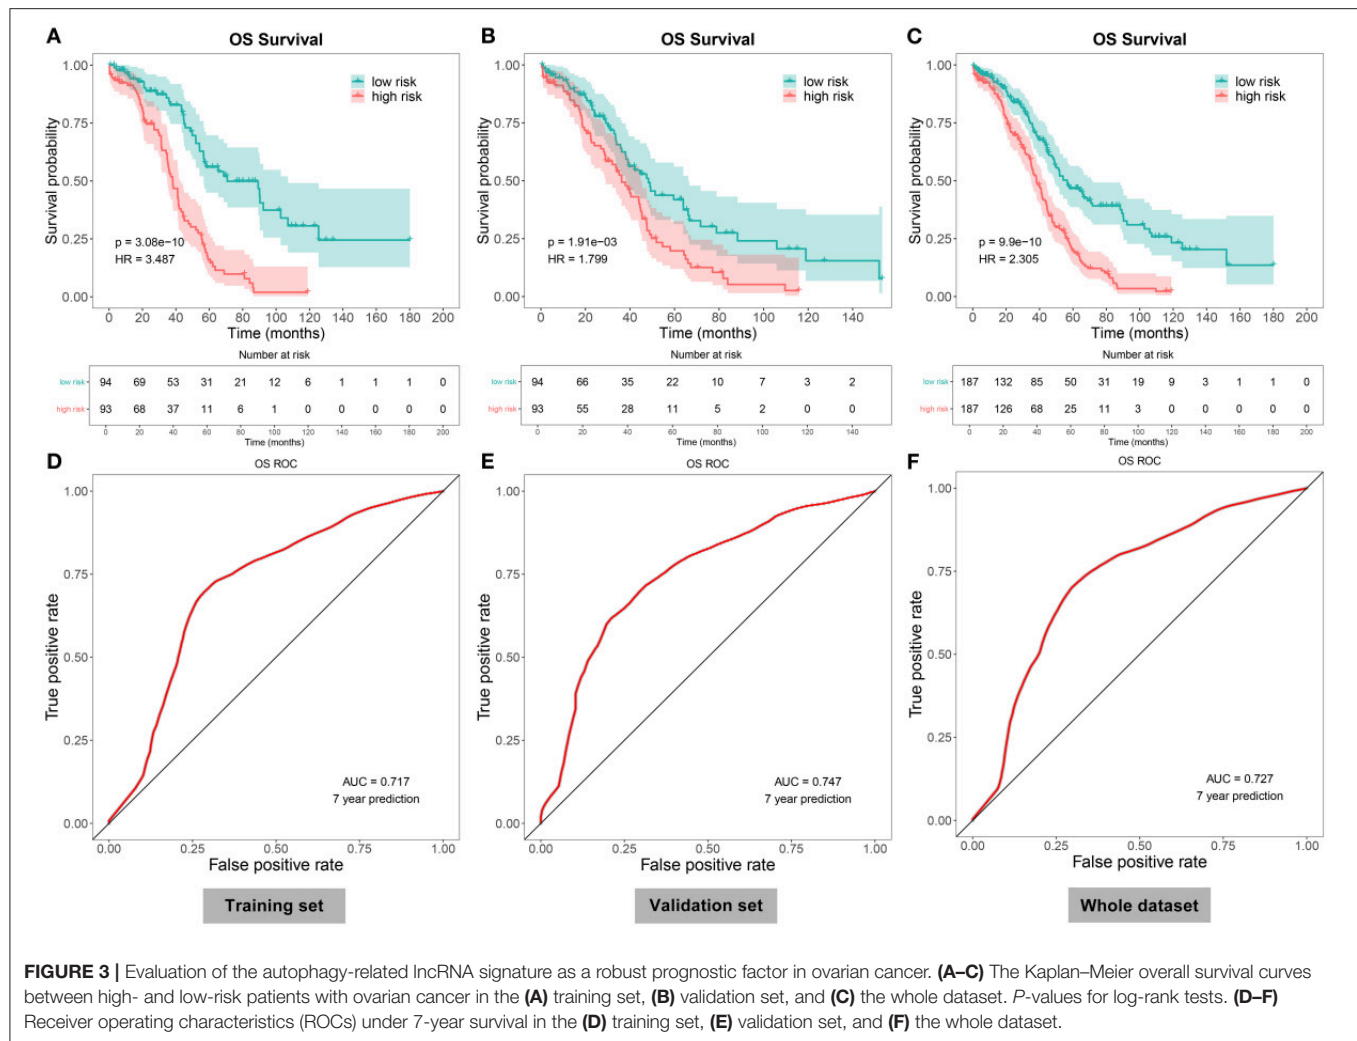 A
OS Survival
1.00
0.75
0.50
0.25
0.00
Survival probability
low risk
high risk
p = 3.08e−10
HR = 3.487
0 20 40 60 80 100 120 140 160 180 200
Time (months)
Number at risk
low risk 94 69 53 31 21 12 6 1 1 1 0
high risk 93 68 37 11 6 1 0 0 0 0 0
0 20 40 60 80 100 120 140 160 180 200
Time (months)
B
OS Survival
1.00
0.75
0.50
0.25
0.00
Survival probability
low risk
high risk
p = 1.91e−03
HR = 1.799
0 20 40 60 80 100 120 140
Time (months)
Number at risk
low risk 94 66 35 22 10 7 3 2
high risk 93 55 28 11 5 2 0 0
0 20 40 60 80 100 120 140
Time (months)
C
OS Survival
1.00
0.75
0.50
0.25
0.00
Survival probability
low risk
high risk
p = 9.9e−10
HR = 2.305
0 20 40 60 80 100 120 140 160 180 200
Time (months)
Number at risk
low risk 187 132 85 50 31 19 9 3 1 1 0
high risk 187 126 68 25 11 3 0 0 0 0 0
0 20 40 60 80 100 120 140 160 180 200
Time (months)
D
OS ROC
1.00
0.75
0.50
0.25
0.00
True positive rate
AUC = 0.717
7 year prediction
0.00 0.25 0.50 0.75 1.00
False positive rate
Training set
E
OS ROC
1.00
0.75
0.50
0.25
0.00
True positive rate
AUC = 0.747
7 year prediction
0.00 0.25 0.50 0.75 1.00
False positive rate
Validation set
F
OS ROC
1.00
0.75
0.50
0.25
0.00
True positive rate
AUC = 0.727
7 year prediction
0.00 0.25 0.50 0.75 1.00
False positive rate
Whole dataset
FIGURE 3 | Evaluation of the autophagy-related lncRNA signature as a robust prognostic factor in ovarian cancer. (A–C) The Kaplan–Meier overall survival curves
between high- and low-risk patients with ovarian cancer in the (A) training set, (B) validation set, and (C) the whole dataset. P-values for log-rank tests. (D–F)
Receiver operating characteristics (ROCs) under 7-year survival in the (D) training set, (E) validation set, and (F) the whole dataset.